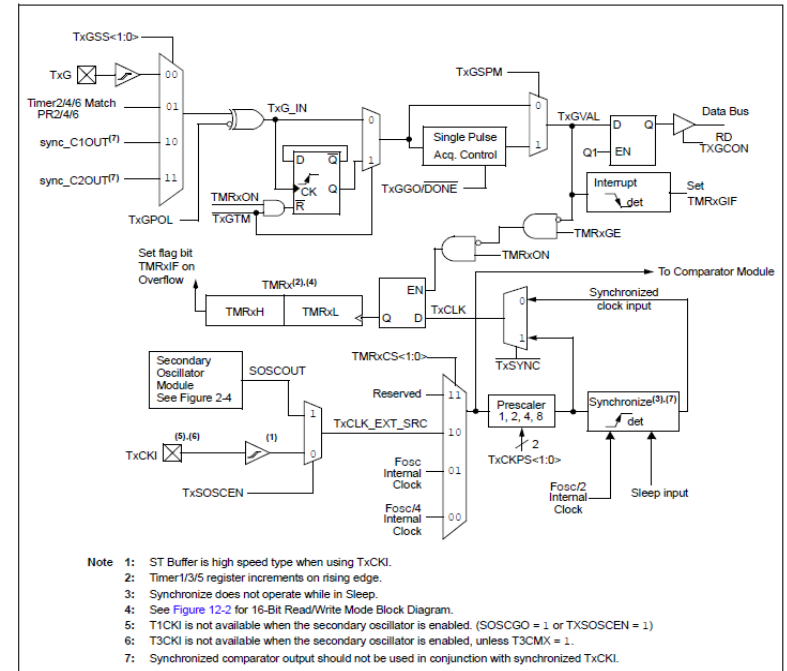 TxGSS<1:0>
TxG
00
Timer2/4/6 Match
PR2/4/6
01
sync_C1OUT(7)
10
sync_C2OUT(7)
11
TxGPOL
TxG_IN
D
Q
CK
Q
R
TMRxON
TxGTM
0
1
TxGSPM
Single Pulse
Acq. Control
TxGGO/DONE
0
1
TxGVAL
D
Q
Q1
EN
Data Bus
RD
TXGCON
Interrupt
det
Set
TMRxGIF
TMRxGE
TMRxON
Set flag bit
TMRxIF on
Overflow
TMRx(2),(4)
TMRxH
TMRxL
EN
Q
D
TxCLK
0
1
TxSYNC
To Comparator Module
Synchronized
clock input
Secondary
Oscillator
Module
See Figure 2-4
SOSCOUT
1
0
TxCLK_EXT_SRC
TxCKI
(5),(6)
(1)
TxSOSCEN
TMRxCS<1:0>
Reserved
11
10
Fosc
Internal
Clock
01
Fosc/4
Internal
Clock
00
Prescaler
1, 2, 4, 8
2
TxCKPS<1:0>
Synchronize(3),(7)
det
Fosc/2
Internal
Clock
Sleep input
Note 1: ST Buffer is high speed type when using TxCKI.
2: Timer1/3/5 register increments on rising edge.
3: Synchronize does not operate while in Sleep.
4: See Figure 12-2 for 16-Bit Read/Write Mode Block Diagram.
5: T1CKI is not available when the secondary oscillator is enabled. (SOSCGO = 1 or TXSOSCEN = 1)
6: T3CKI is not available when the secondary oscillator is enabled, unless T3CMX = 1.
7: Synchronized comparator output should not be used in conjunction with synchronized TxCKI.